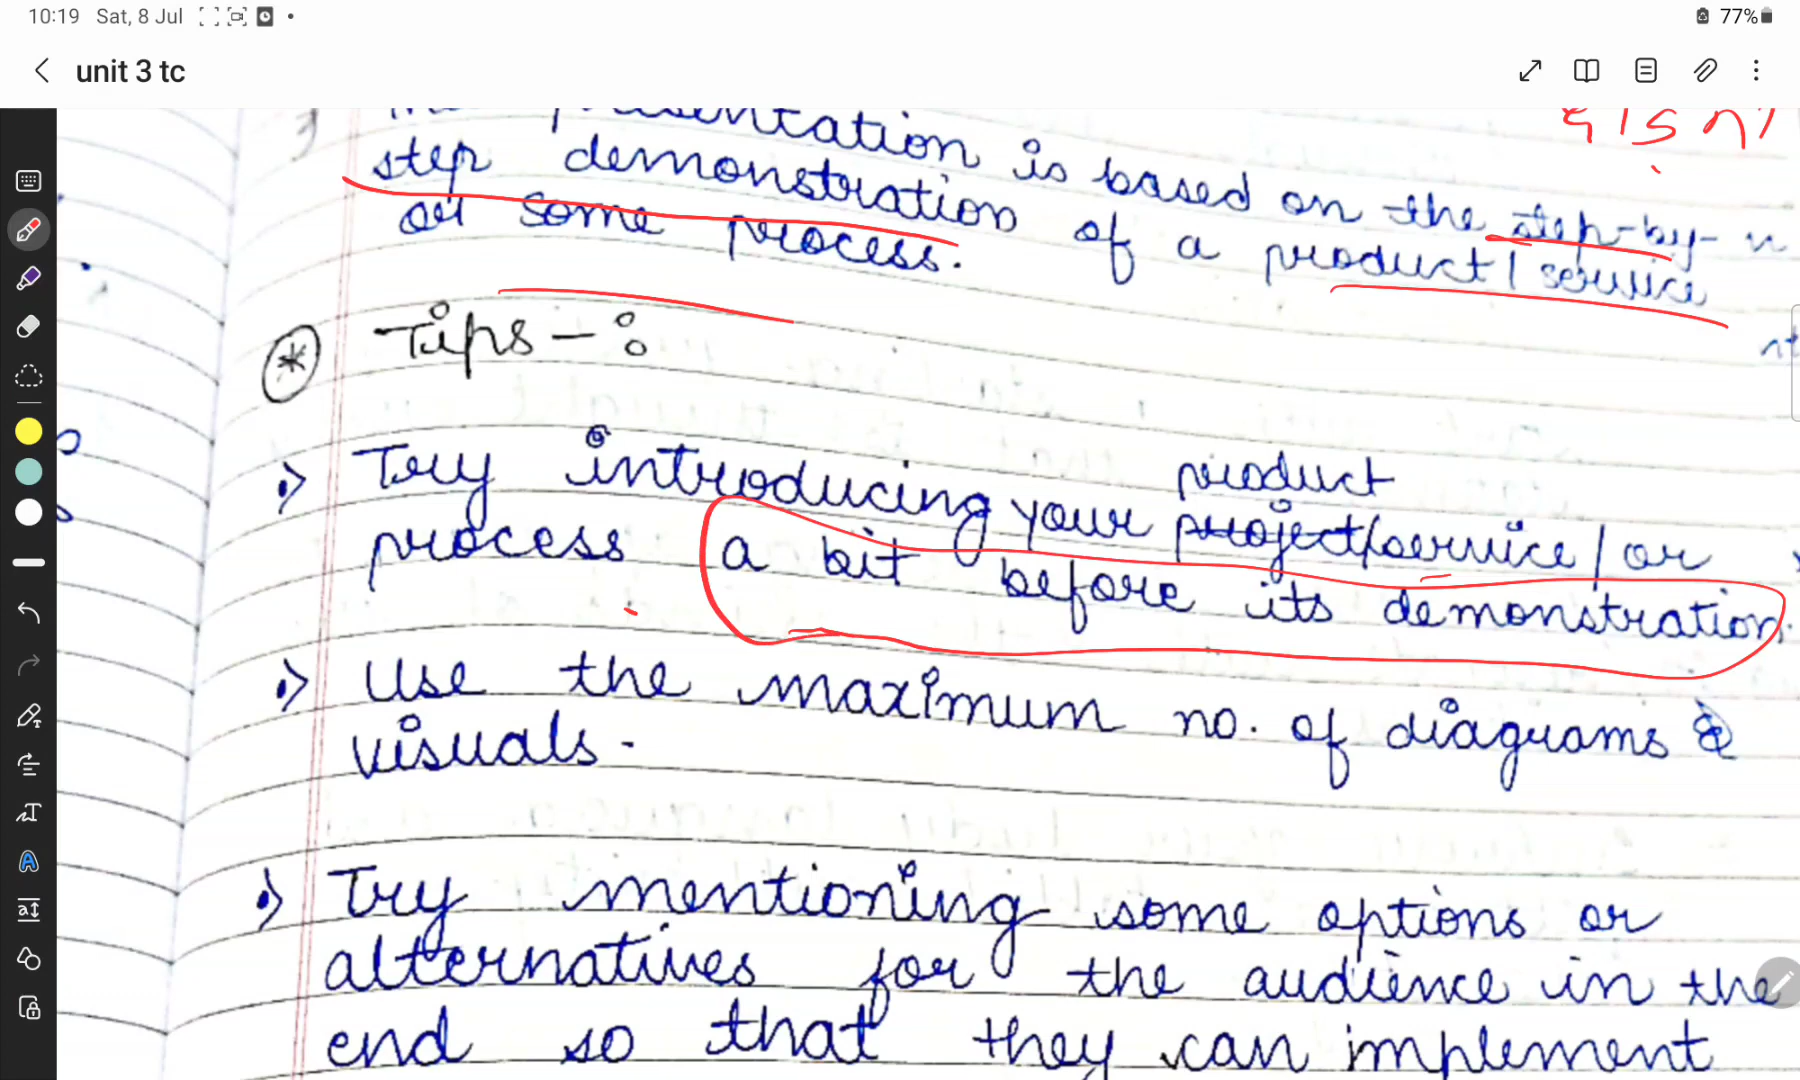 10:19 Sat, 8 Jul
77%
unit 3 tc
presentation is based on the step-by-
step demonstration of a product / service
or some process.
* Tips - :
Try introducing your project/service / or
product
process a bit before its demonstration.
Use the maximum no. of diagrams &
visuals.
Try mentioning some options or
alternatives for the audience in the
end so that they can implement